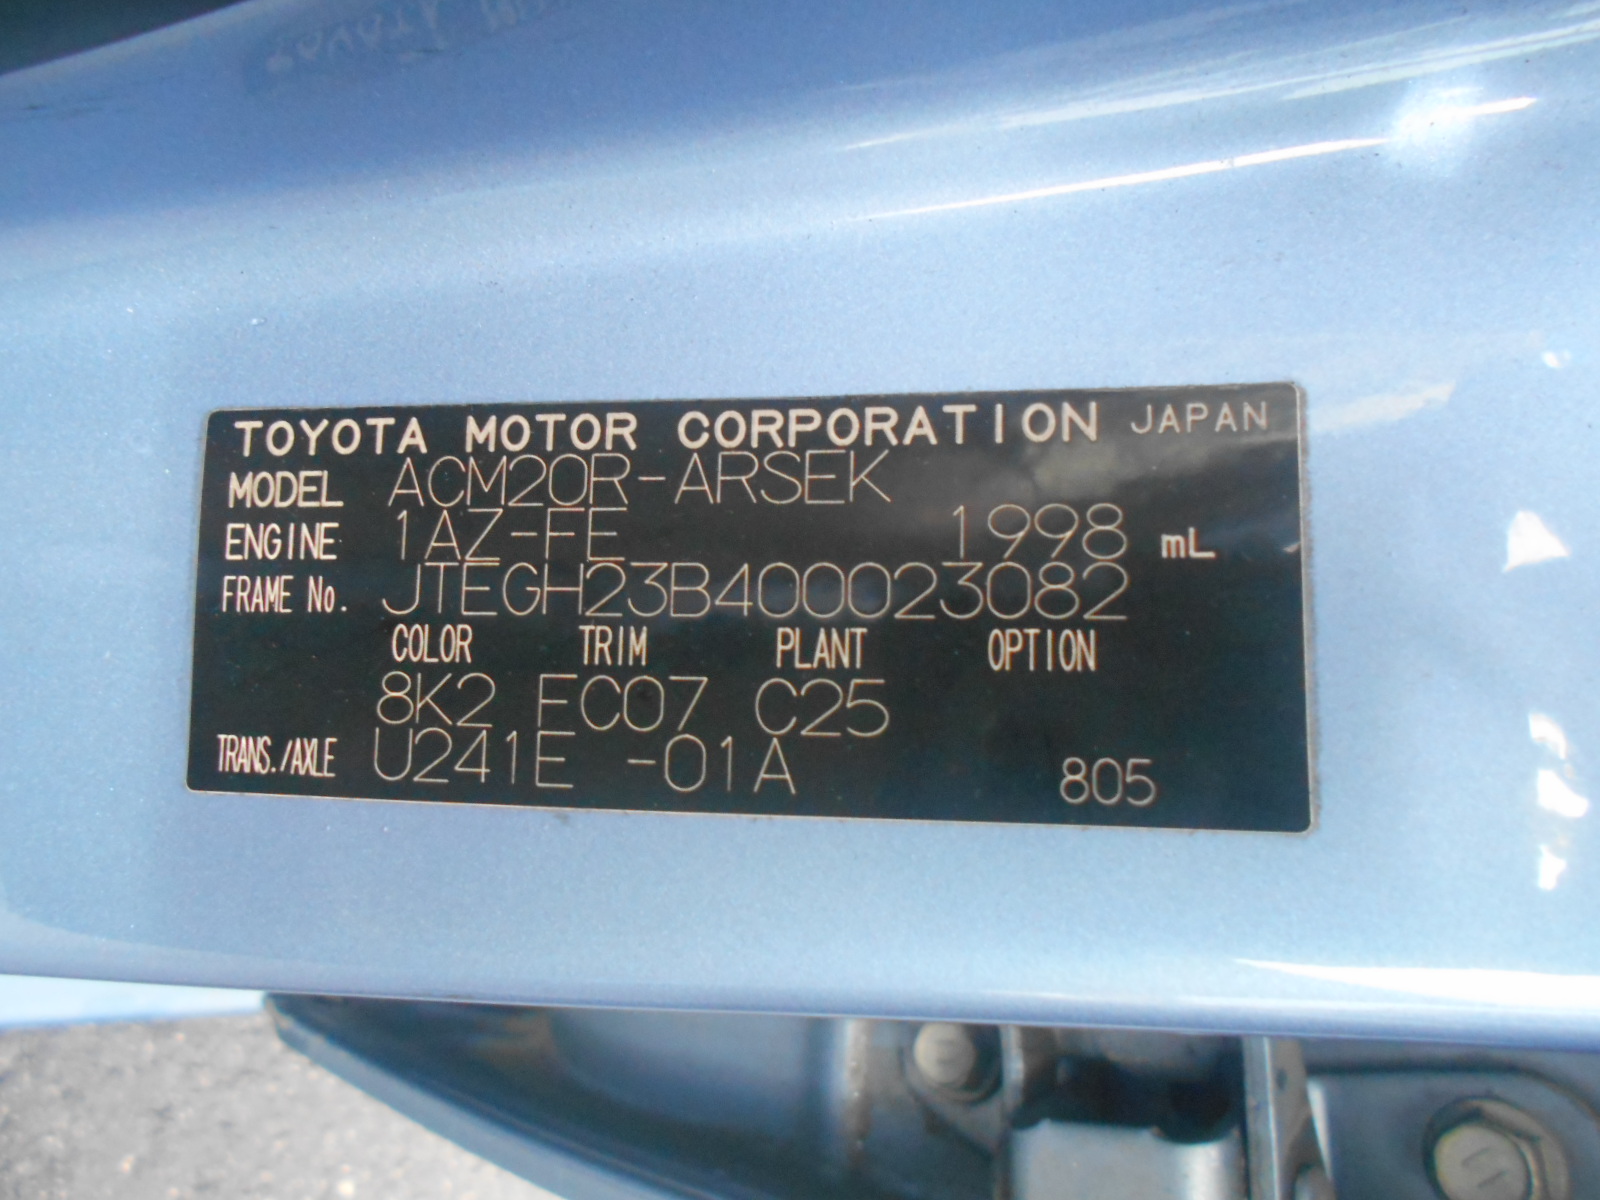 TOYOTA MOTOR CORPORATION JAPAN
MODEL ACM20R-ARSEK
ENGINE 1AZ-FE 1998 mL
FRAME No. JTEGH23B400023082
COLOR TRIM PLANT OPTION
8K2 FC07 C25
TRANS./AXLE U241E -01A 805